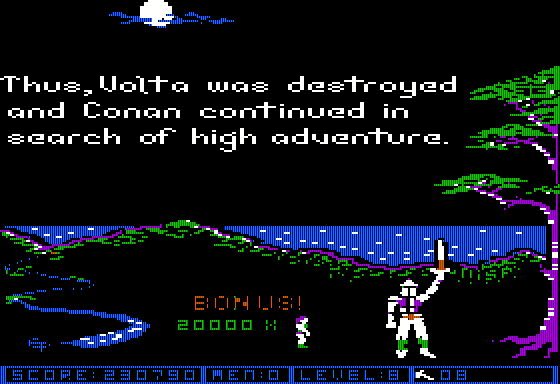 Thus, Volta was destroyed
and Conan continued in
search of high adventure.
BONUS!
20000 X
SCORE:290790 MEN:0 LEVEL:8 08